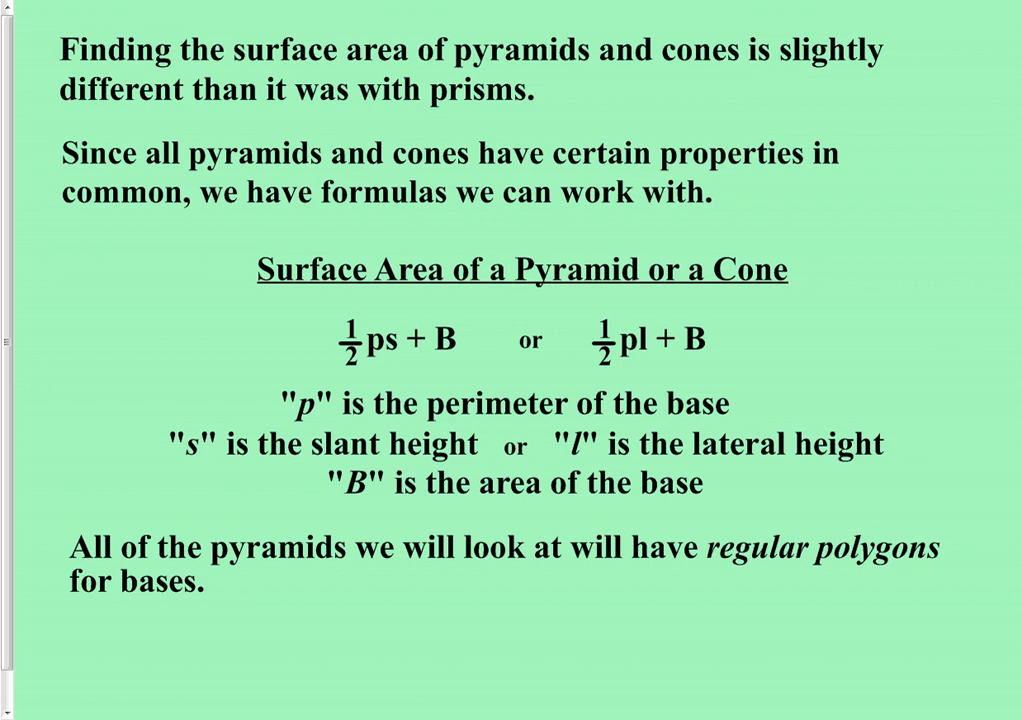 Finding the surface area of pyramids and cones is slightly
different than it was with prisms.
Since all pyramids and cones have certain properties in
common, we have formulas we can work with.
Surface Area of a Pyramid or a Cone
1/2 ps + B or 1/2 pl + B
"p" is the perimeter of the base
"s" is the slant height or "l" is the lateral height
"B" is the area of the base
All of the pyramids we will look at will have regular polygons
for bases.